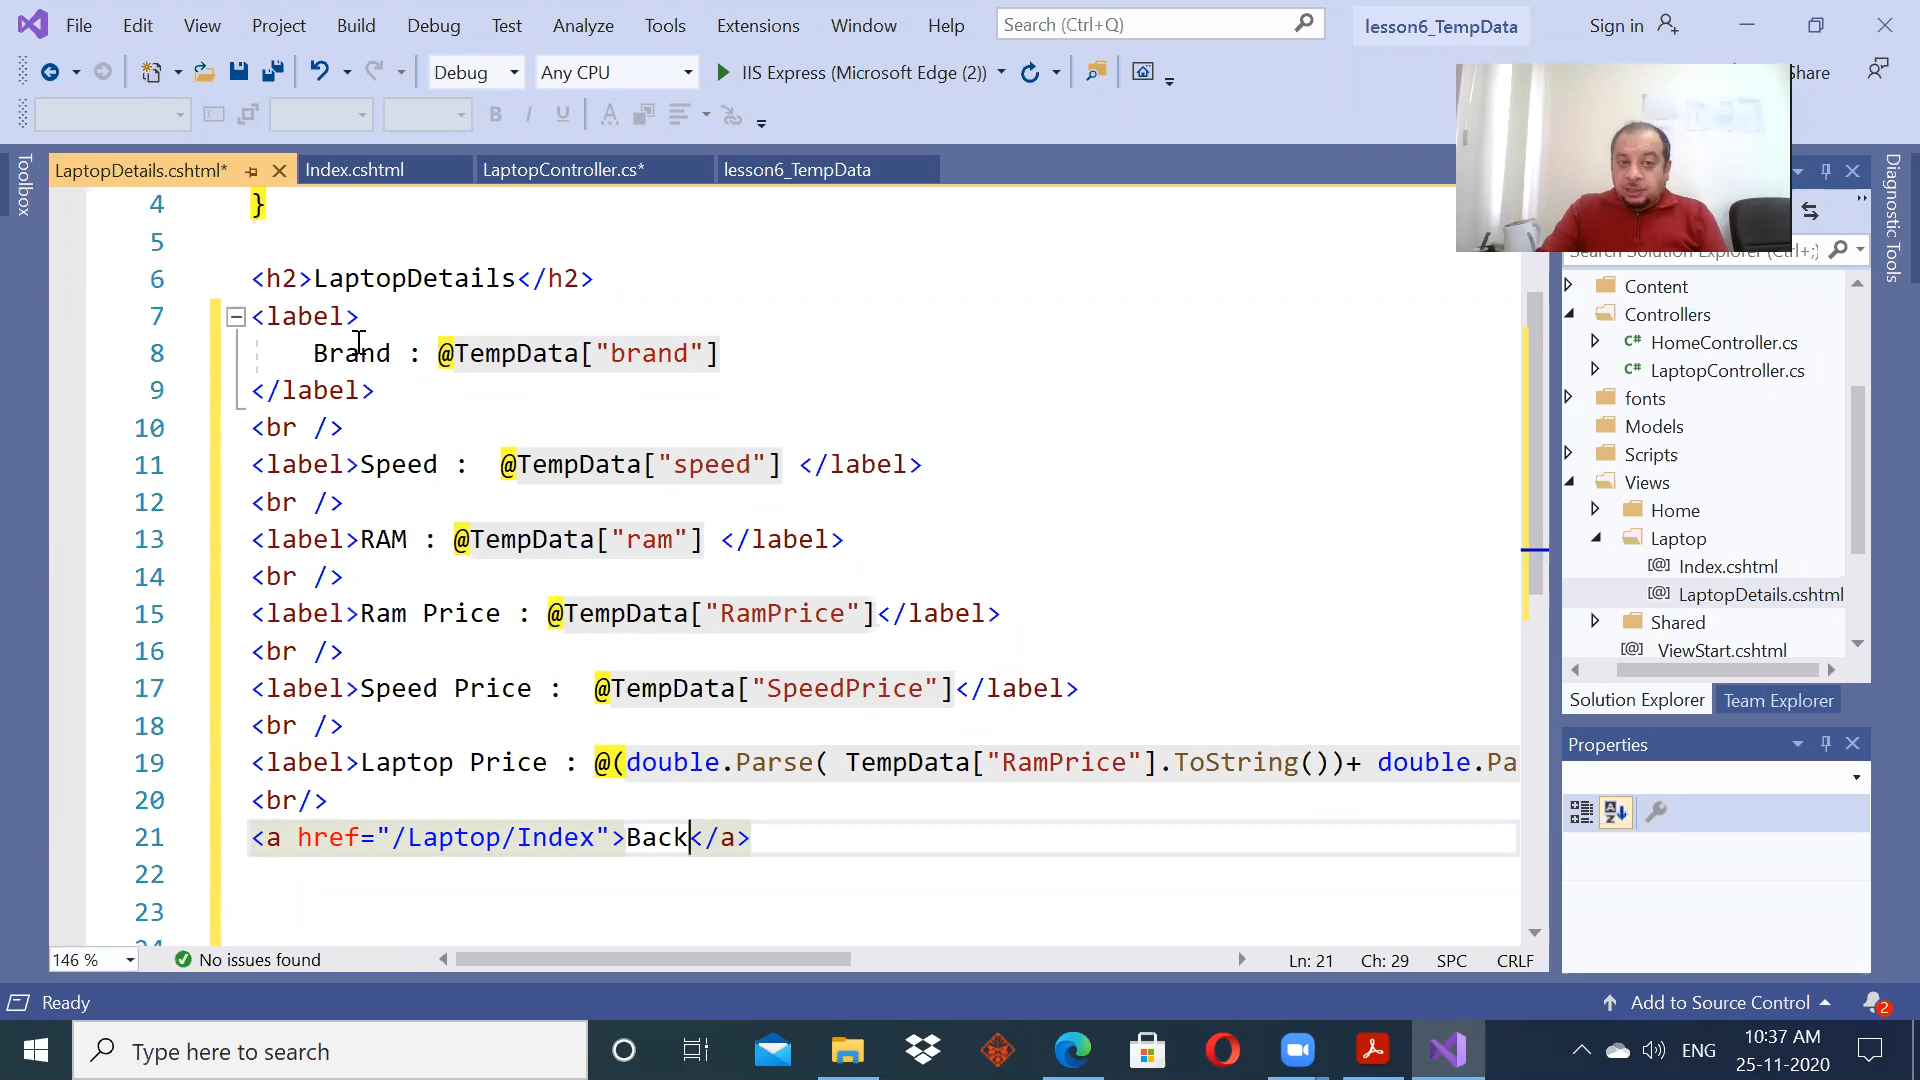 File Edit View Project Build Debug Test Analyze Tools Extensions Window Help Search (Ctrl+Q) lesson6_TempData Sign in
Debug Any CPU IIS Express (Microsoft Edge (2)) Share
B I U A
Toolbox
LaptopDetails.cshtml* Index.cshtml LaptopController.cs* lesson6_TempData
Diagnostic Tools
4 }
5
6 <h2>LaptopDetails</h2>
7 <label>
8 Brand : @TempData["brand"]
9 </label>
10 <br />
11 <label>Speed :  @TempData["speed"] </label>
12 <br />
13 <label>RAM : @TempData["ram"] </label>
14 <br />
15 <label>Ram Price : @TempData["RamPrice"]</label>
16 <br />
17 <label>Speed Price :  @TempData["SpeedPrice"]</label>
18 <br />
19 <label>Laptop Price : @(double.Parse( TempData["RamPrice"].ToString())+ double.Pa
20 <br/>
21 <a href="/Laptop/Index">Back</a>
22
23
24
Search Solution Explorer (Ctrl+;)
Content
Controllers
C# HomeController.cs
C# LaptopController.cs
fonts
Models
Scripts
Views
Home
Laptop
[@] Index.cshtml
[@] LaptopDetails.cshtml
Shared
[@] ViewStart.cshtml
Solution Explorer Team Explorer
Properties
146 % No issues found Ln: 21 Ch: 29 SPC CRLF
Ready Add to Source Control 2
Type here to search ENG
10:37 AM
25-11-2020